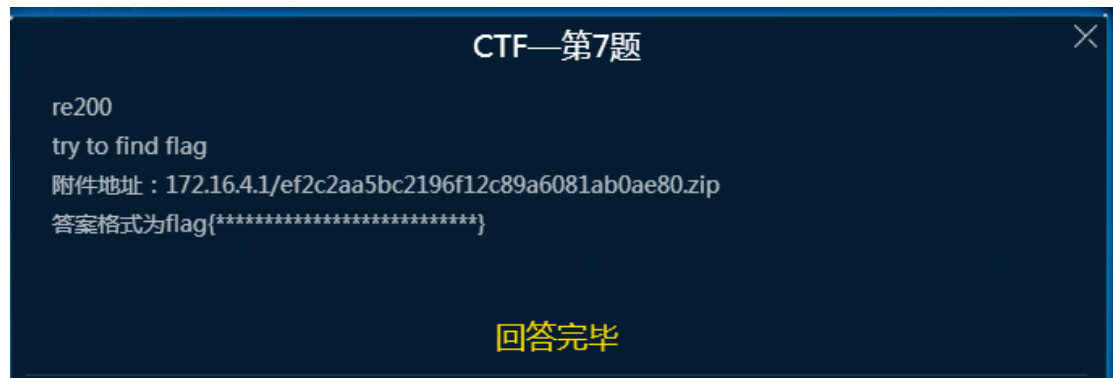 CTF—第7题
re200
try to find flag
附件地址：172.16.4.1/ef2c2aa5bc2196f12c89a6081ab0ae80.zip
答案格式为flag{***************************}
回答完毕